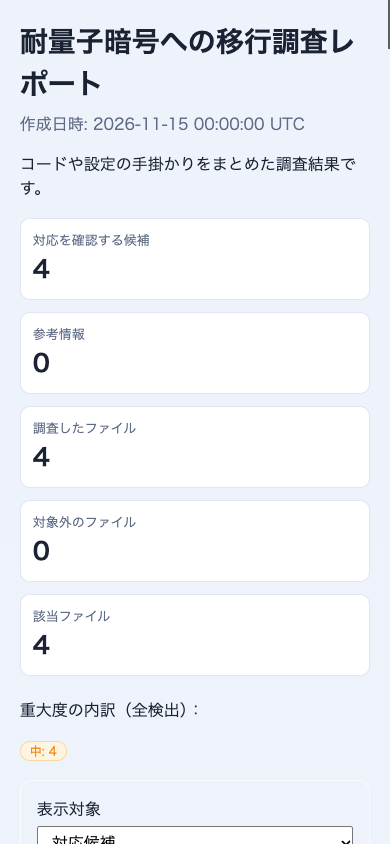 耐量子暗号への移行調査レ
ポート
作成日時: 2026-11-15 00:00:00 UTC
コードや設定の手掛かりをまとめた調査結果で
す。
対応を確認する候補
4
参考情報
0
調査したファイル
4
対象外のファイル
0
該当ファイル
4
重大度の内訳（全検出）:
中: 4
表示対象
対応候補